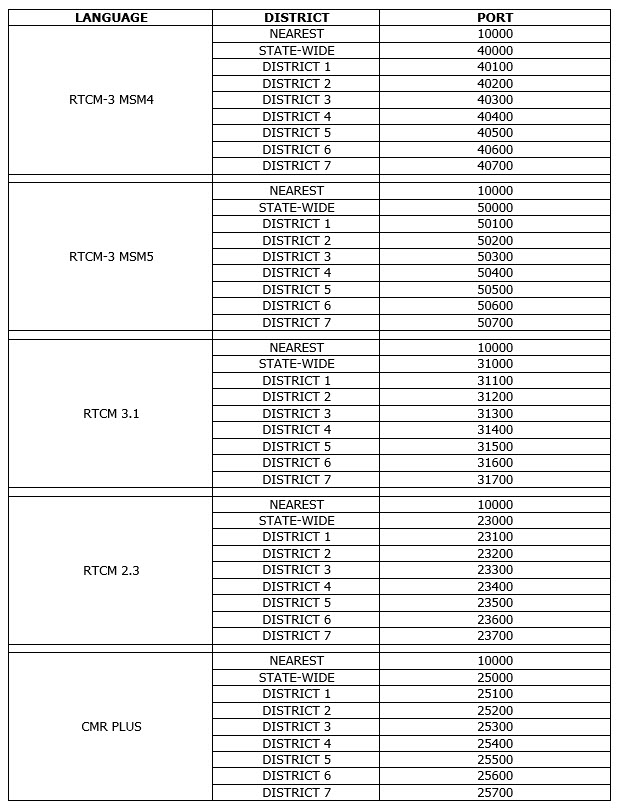 LANGUAGE DISTRICT PORT
NEAREST 10000
STATE-WIDE 40000
DISTRICT 1 40100
DISTRICT 2 40200
RTCM-3 MSM4 DISTRICT 3 40300
DISTRICT 4 40400
DISTRICT 5 40500
DISTRICT 6 40600
DISTRICT 7 40700
NEAREST 10000
STATE-WIDE 50000
DISTRICT 1 50100
DISTRICT 2 50200
RTCM-3 MSM5 DISTRICT 3 50300
DISTRICT 4 50400
DISTRICT 5 50500
DISTRICT 6 50600
DISTRICT 7 50700
NEAREST 10000
STATE-WIDE 31000
DISTRICT 1 31100
DISTRICT 2 31200
RTCM 3.1 DISTRICT 3 31300
DISTRICT 4 31400
DISTRICT 5 31500
DISTRICT 6 31600
DISTRICT 7 31700
NEAREST 10000
STATE-WIDE 23000
DISTRICT 1 23100
DISTRICT 2 23200
RTCM 2.3 DISTRICT 3 23300
DISTRICT 4 23400
DISTRICT 5 23500
DISTRICT 6 23600
DISTRICT 7 23700
NEAREST 10000
STATE-WIDE 25000
DISTRICT 1 25100
DISTRICT 2 25200
CMR PLUS DISTRICT 3 25300
DISTRICT 4 25400
DISTRICT 5 25500
DISTRICT 6 25600
DISTRICT 7 25700